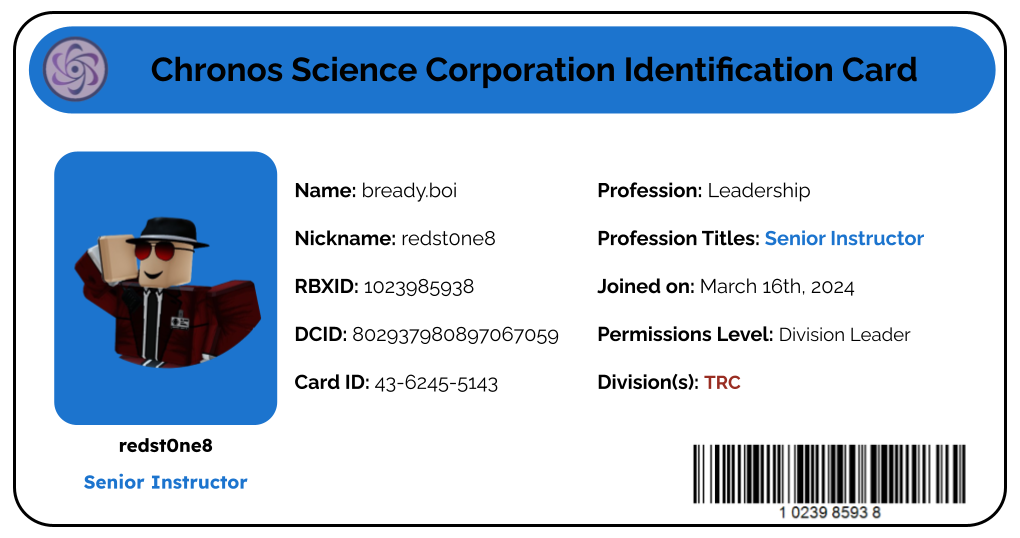 Chronos Science Corporation Identification Card
Name: bready.boi
Nickname: redst0ne8
RBXID: 1023985938
DCID: 802937980897067059
Card ID: 43-6245-5143
Profession: Leadership
Profession Titles: Senior Instructor
Joined on: March 16th, 2024
Permissions Level: Division Leader
Division(s): TRC
redst0ne8
Senior Instructor
1 0239 8593 8